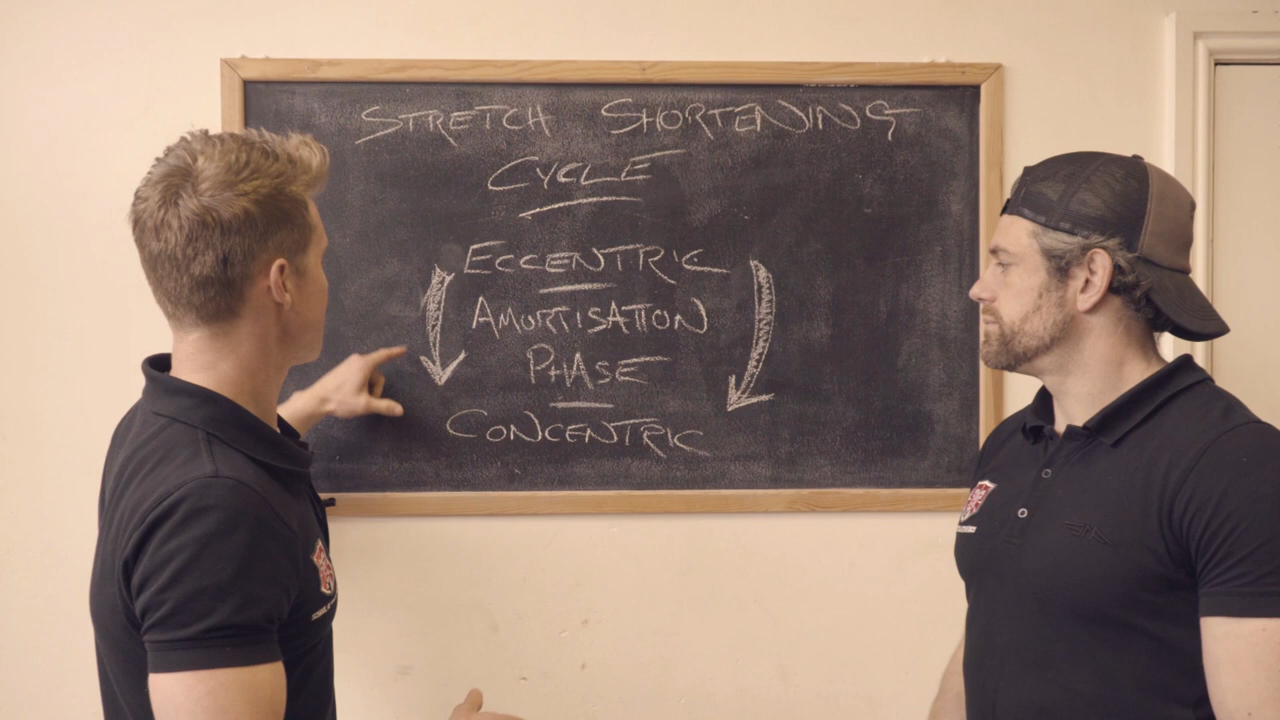 STRETCH SHORTENING
CYCLE
ECCENTRIC
AMORTISATION
PHASE
CONCENTRIC